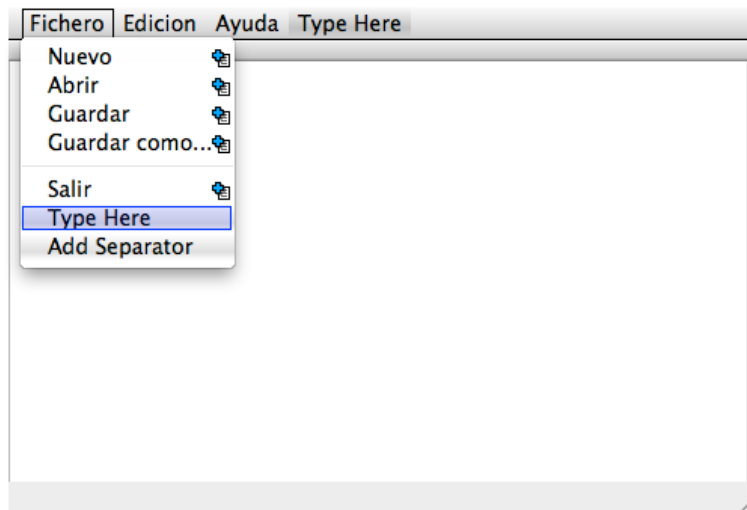 Fichero Edicion Ayuda Type Here
Nuevo
Abrir
Guardar
Guardar como...
Salir
Type Here
Add Separator